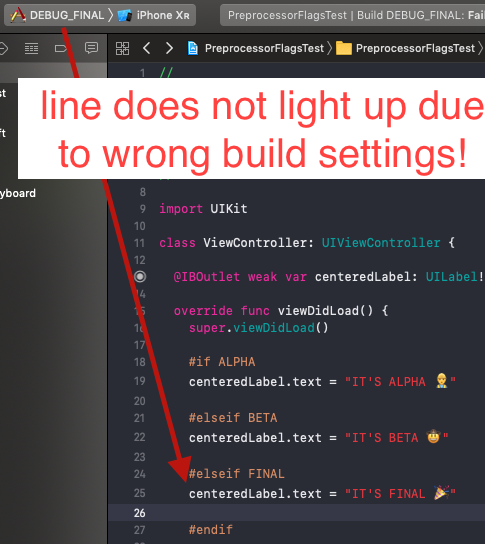 DEBUG_FINAL iPhone XR PreprocessorFlagsTest | Build DEBUG_FINAL: Fai
PreprocessorFlagsTest PreprocessorFlagsTest
1 //
line does not light up due
to wrong build settings!
st
ft
yboard
8
9 import UIKit
10
11 class ViewController: UIViewController {
12
@IBOutlet weak var centeredLabel: UILabel!
14
override func viewDidLoad() {
16 super.viewDidLoad()
17
18 #if ALPHA
19 centeredLabel.text = "IT'S ALPHA 👨‍💼"
20
21 #elseif BETA
22 centeredLabel.text = "IT'S BETA 🤠"
23
24 #elseif FINAL
25 centeredLabel.text = "IT'S FINAL 🎉"
26
27 #endif